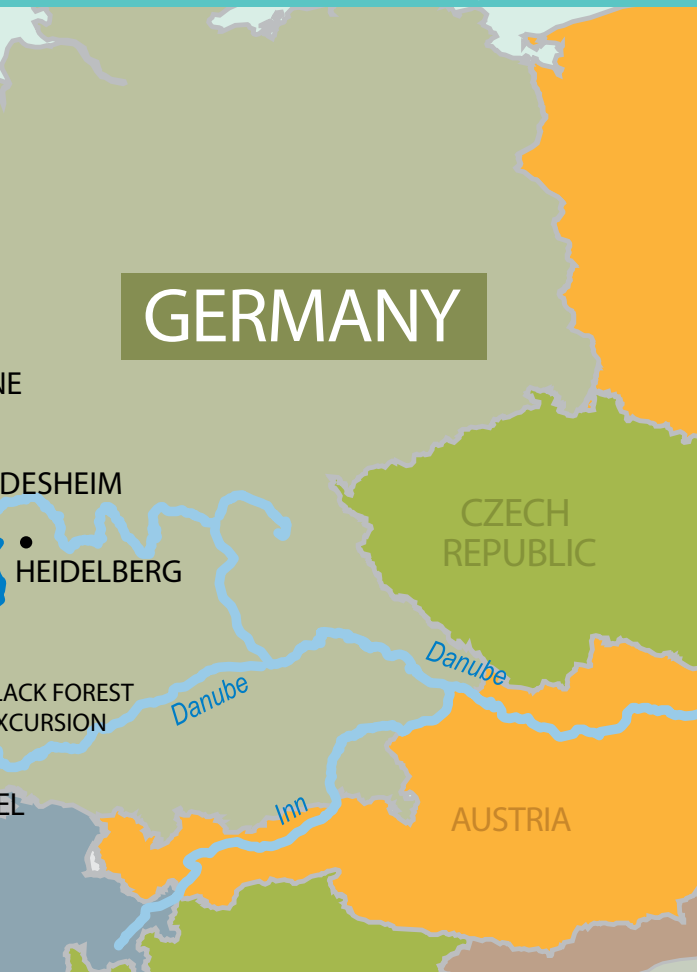 GERMANY
NE
DESHEIM
CZECH
REPUBLIC
HEIDELBERG
Danube
Danube
LACK FOREST
XCURSION
Inn
EL
AUSTRIA